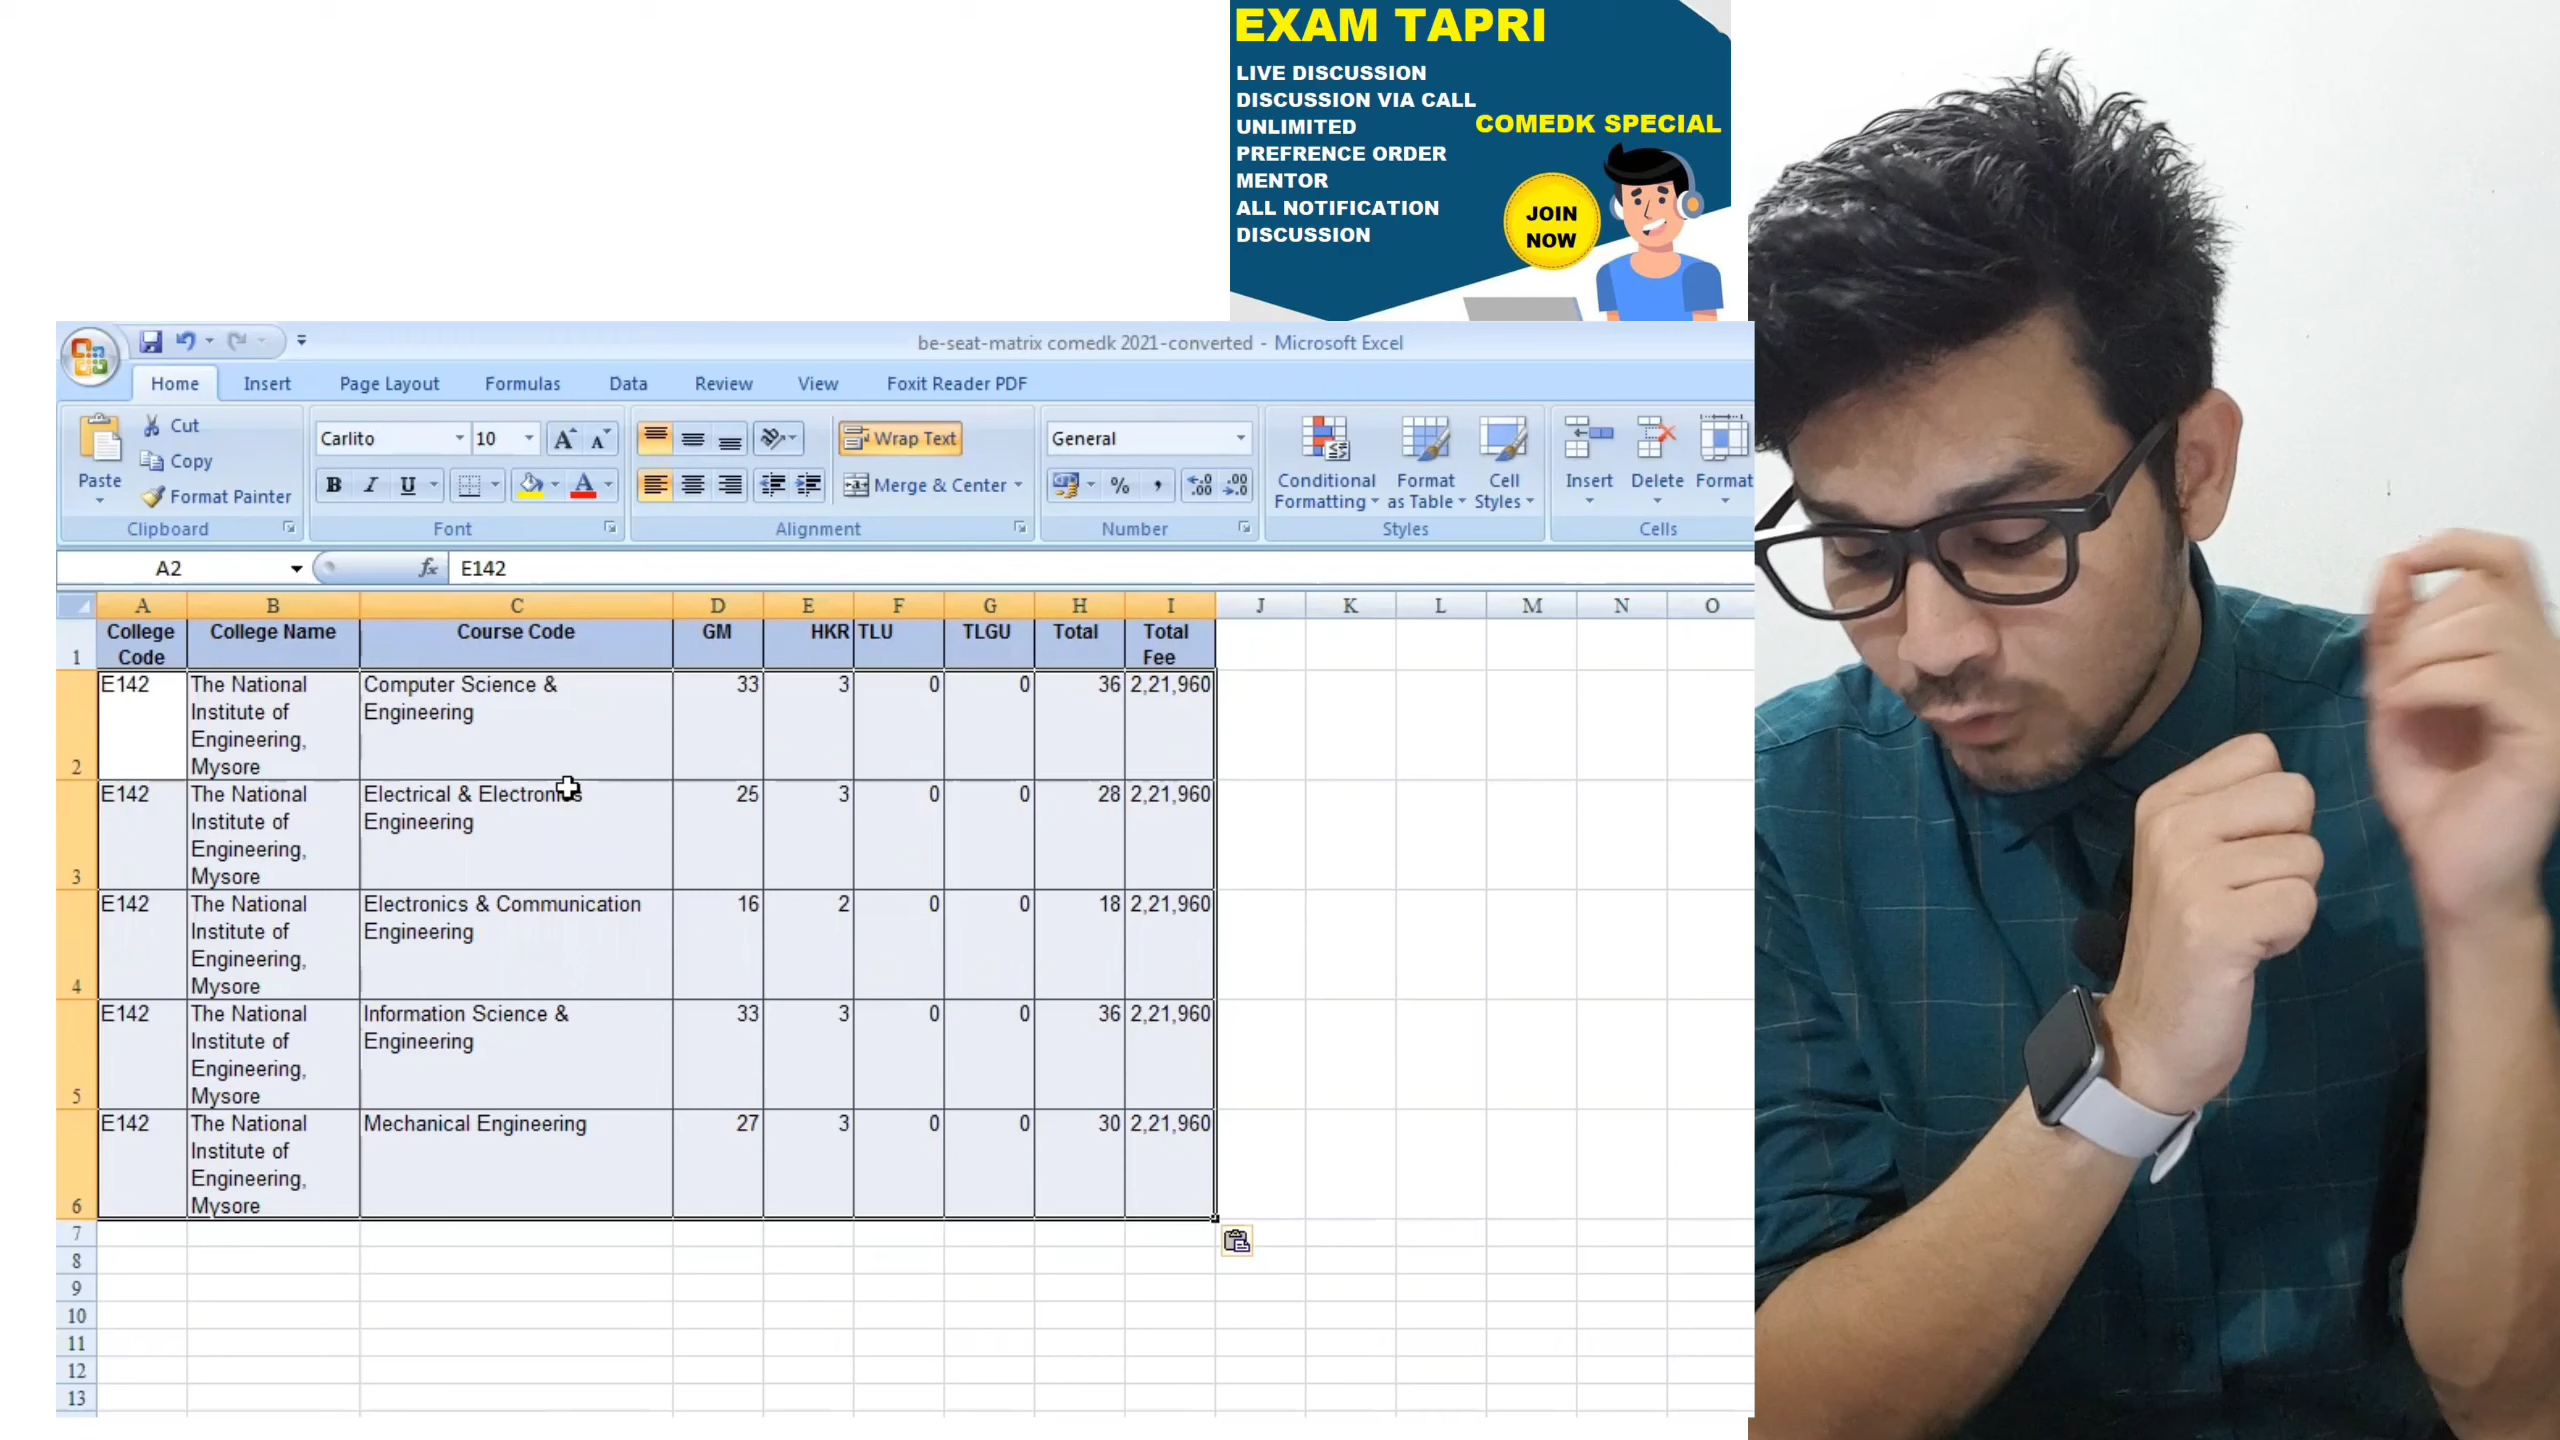 EXAM TAPRI
LIVE DISCUSSION
DISCUSSION VIA CALL
UNLIMITED
PREFRENCE ORDER
MENTOR
ALL NOTIFICATION
DISCUSSION
COMEDK SPECIAL
JOIN
NOW
be-seat-matrix comedk 2021-converted - Microsoft Excel
Home Insert Page Layout Formulas Data Review View Foxit Reader PDF
Paste
Cut
Copy
Format Painter
Clipboard
Carlito 10
B I U
Font
Wrap Text
Merge & Center
Alignment
General
Number
Conditional
Formatting
Format
as Table
Cell
Styles
Styles
Insert
Delete
Format
Cells
A2 fx E142
A B C D E F G H I J K L M N O
1 College Code College Name Course Code GM HKR TLU TLGU Total Total Fee
2 E142 The National Institute of Engineering, Mysore Computer Science & Engineering 33 3 0 0 36 2,21,960
3 E142 The National Institute of Engineering, Mysore Electrical & Electronics Engineering 25 3 0 0 28 2,21,960
4 E142 The National Institute of Engineering, Mysore Electronics & Communication Engineering 16 2 0 0 18 2,21,960
5 E142 The National Institute of Engineering, Mysore Information Science & Engineering 33 3 0 0 36 2,21,960
6 E142 The National Institute of Engineering, Mysore Mechanical Engineering 27 3 0 0 30 2,21,960
7
8
9
10
11
12
13